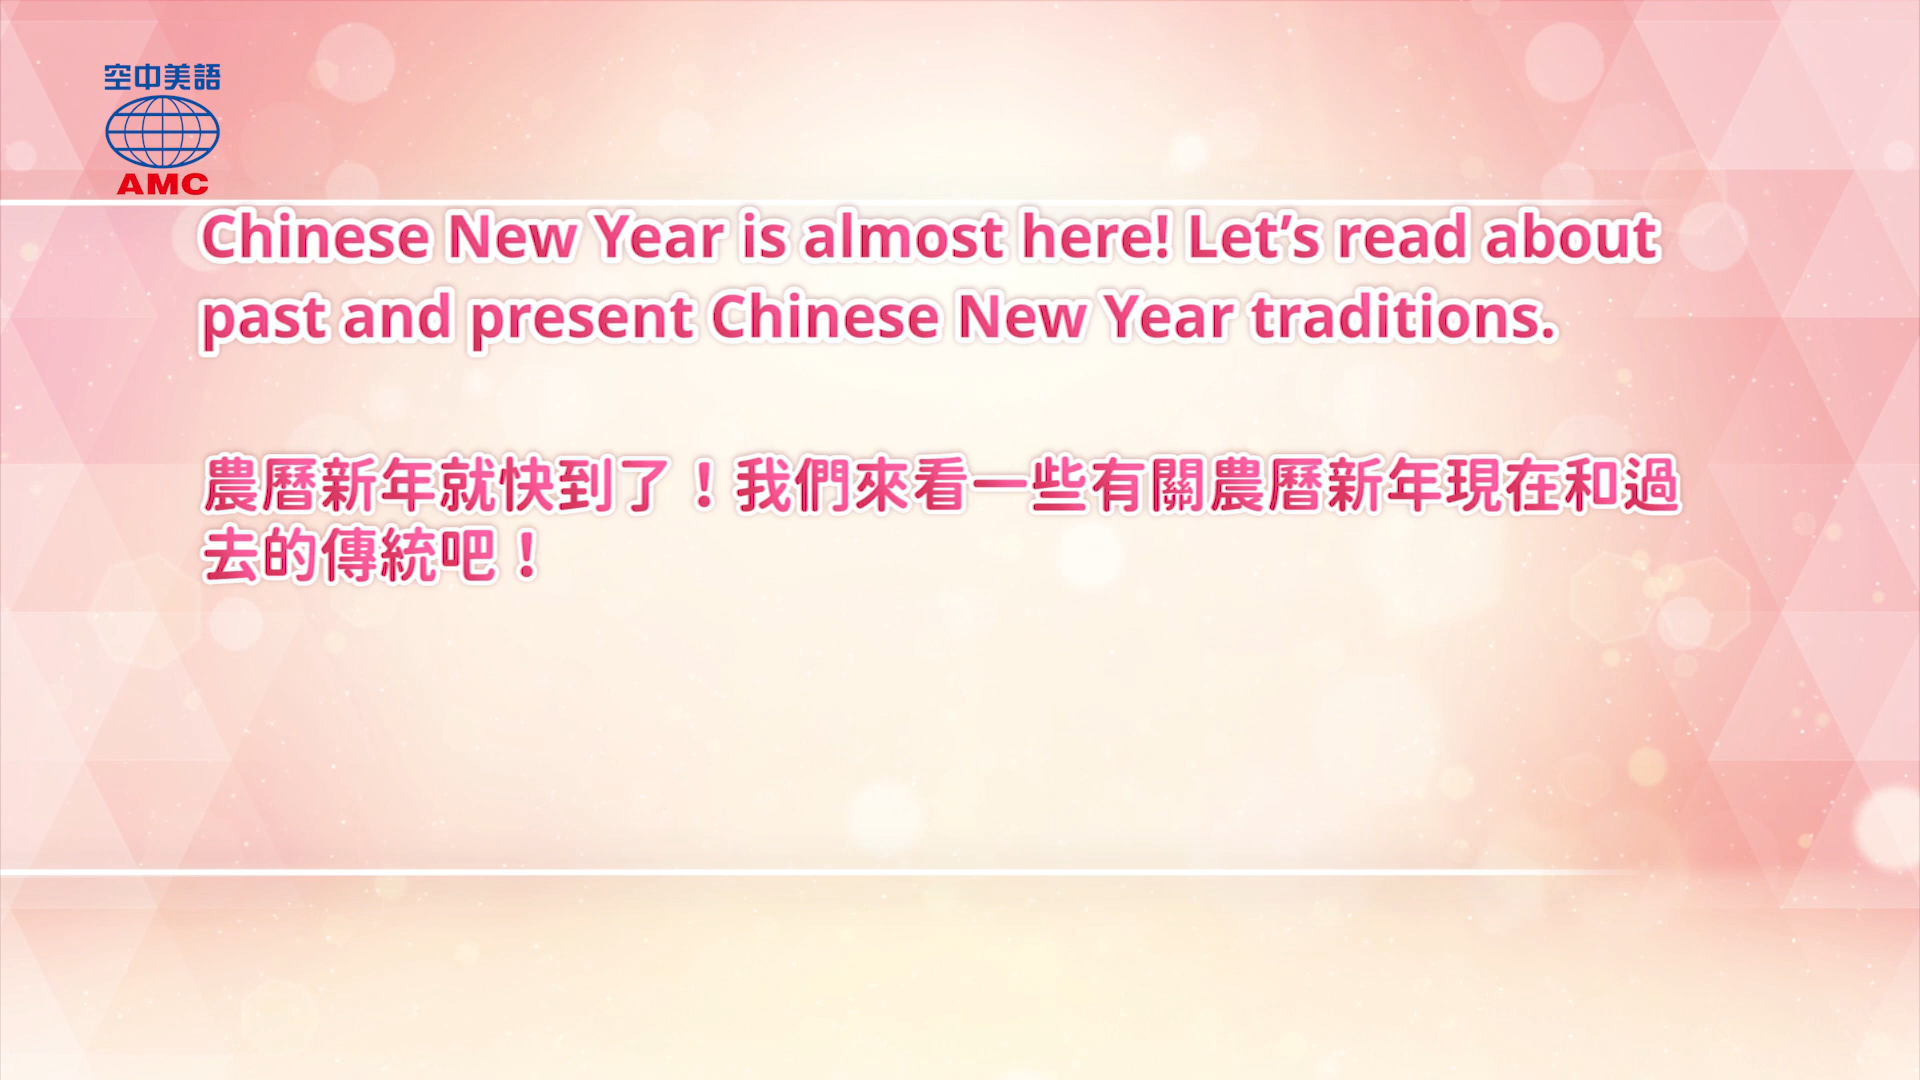 空中美語
AMC
Chinese New Year is almost here! Let’s read about
past and present Chinese New Year traditions.
農曆新年就快到了！我們來看一些有關農曆新年現在和過
去的傳統吧！